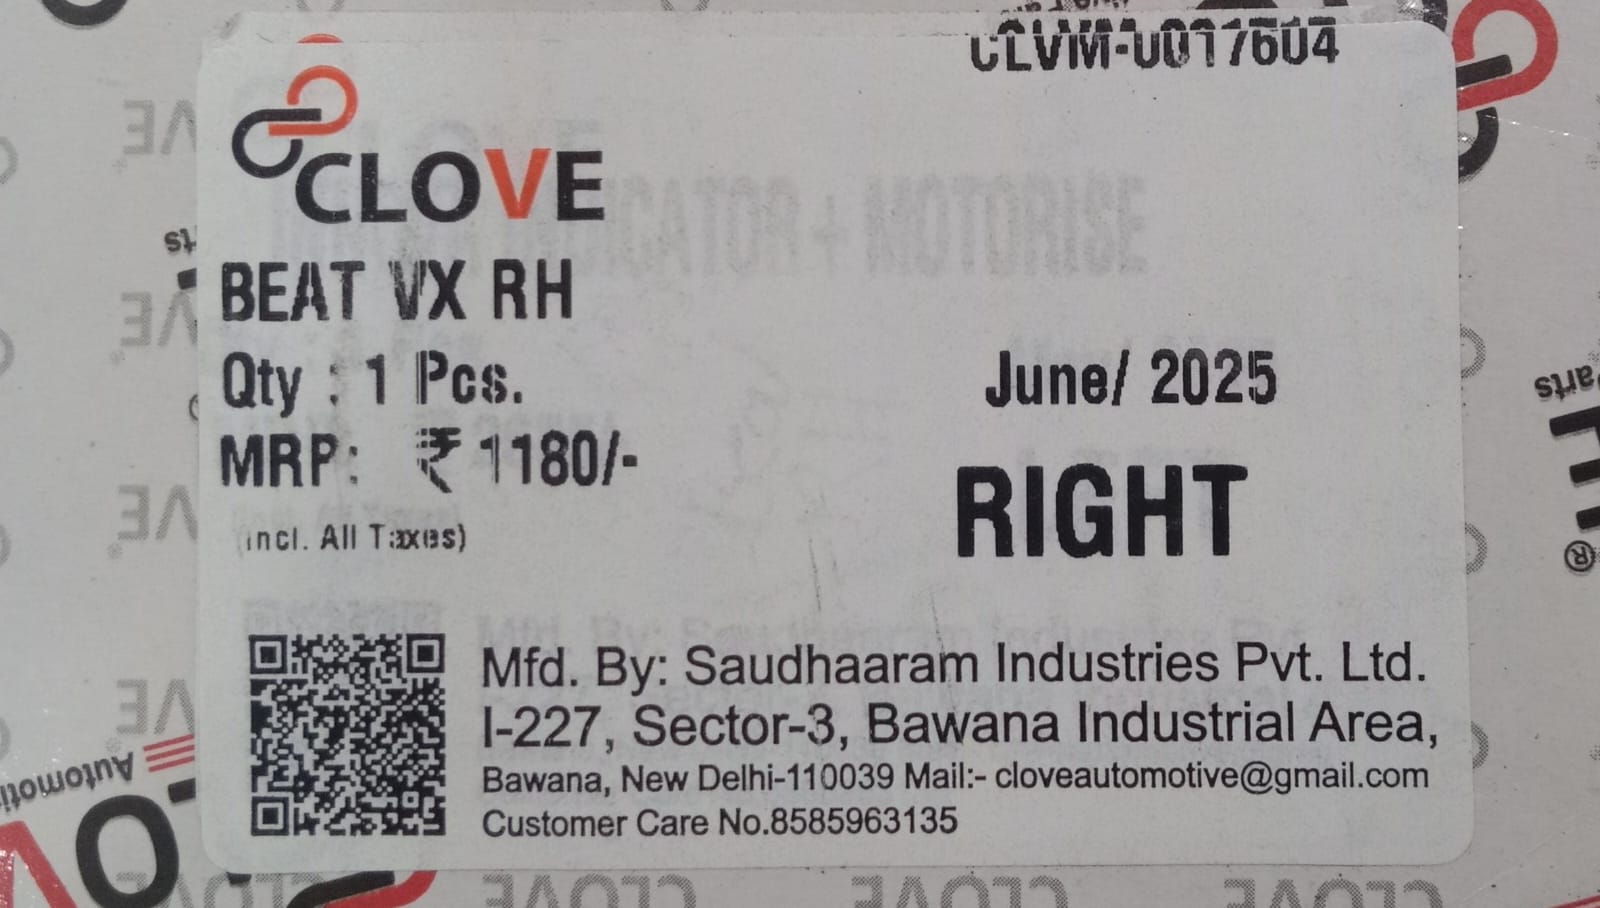 CLVM-0017604
CLOVE
BEAT VX RH
Qty : 1 Pcs.
June/ 2025
MRP: ₹ 1180/-
RIGHT
(incl. All Taxes)
Mfd. By: Saudhaaram Industries Pvt. Ltd.
I-227, Sector-3, Bawana Industrial Area,
Bawana, New Delhi-110039 Mail:- cloveautomotive@gmail.com
Customer Care No.8585963135